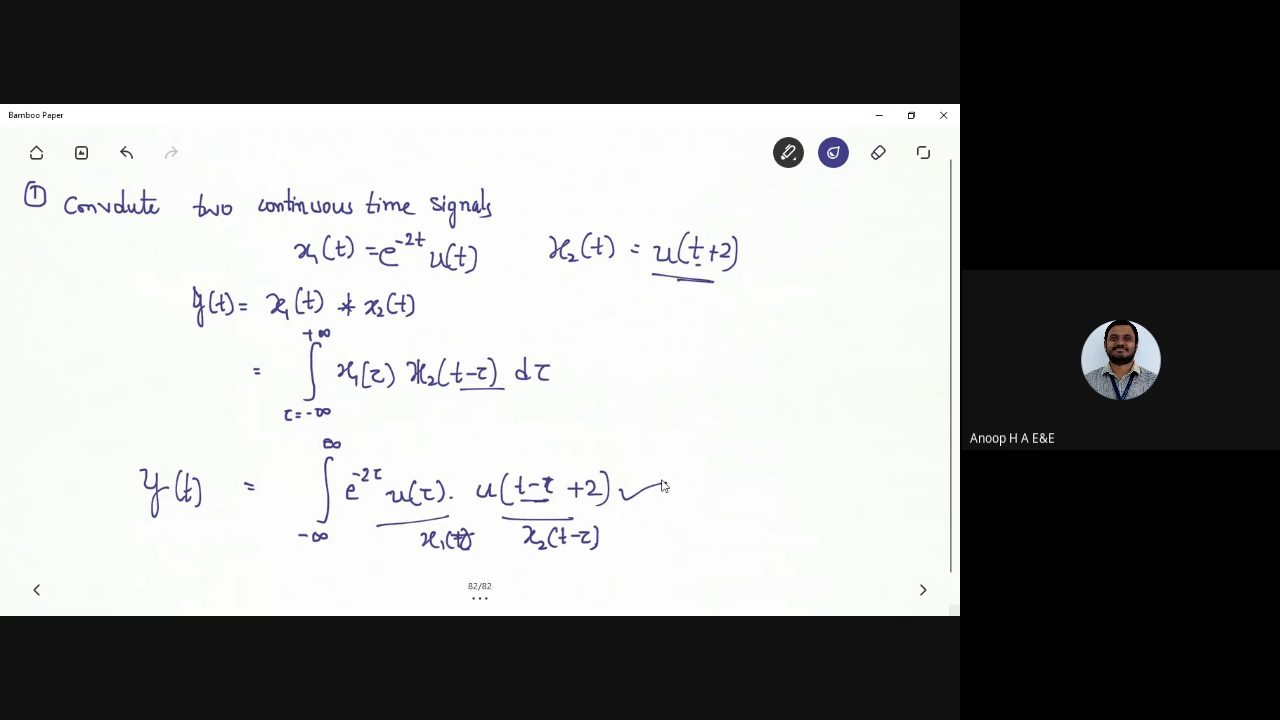 Bamboo Paper
① Convolute two continuous time signals
x₁(t) = e^-2t u(t) x₂(t) = u(t+2)
y(t) = x₁(t) * x₂(t)
+∞
= ∫ x₁(τ) x₂(t-τ) dτ
τ=-∞
∞
y(t) = ∫ e^-2τ u(τ). u(t-τ+2) ✓
-∞
x₁(τ) x₂(t-τ)
Anoop H A E&E
82/82